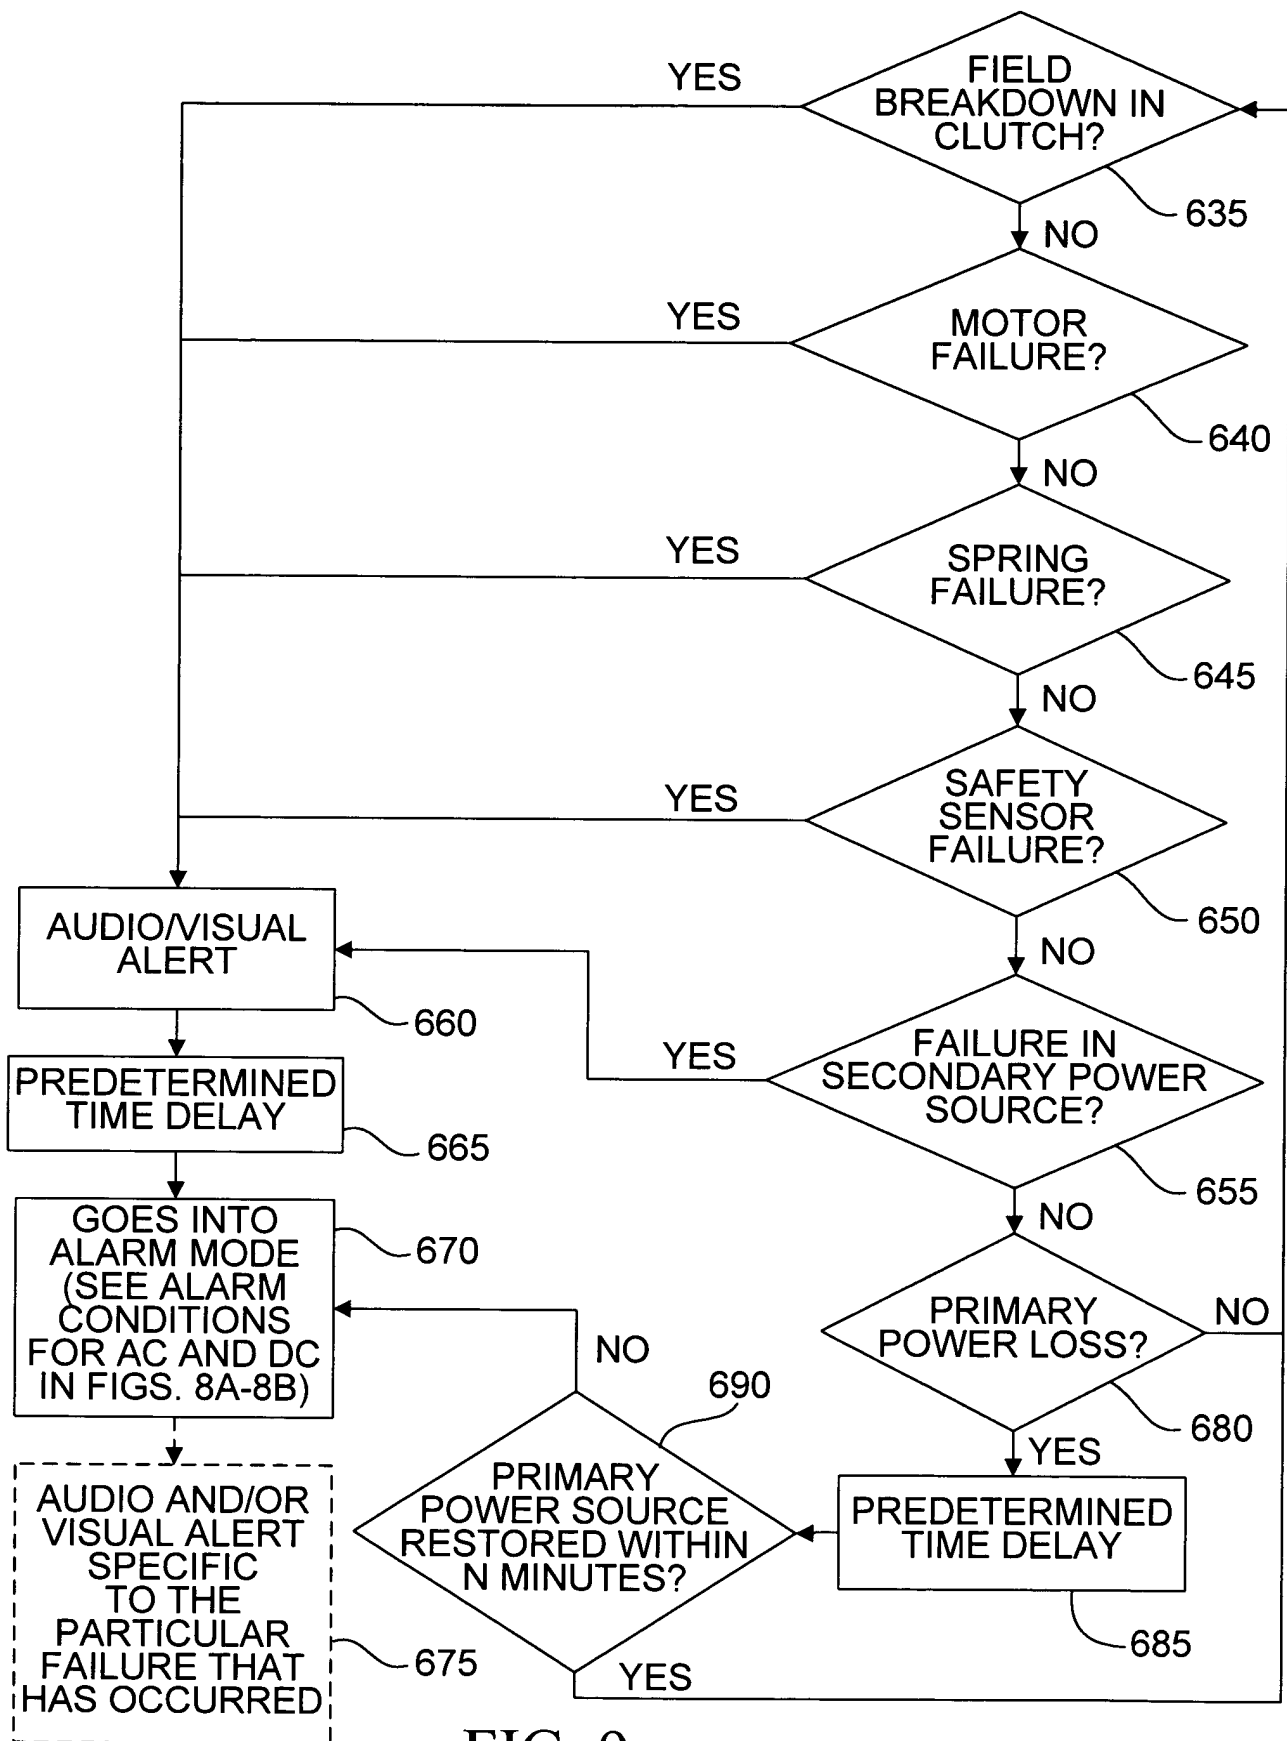 FIELD
BREAKDOWN IN
CLUTCH?
YES
635
NO
MOTOR
FAILURE?
YES
640
NO
SPRING
FAILURE?
YES
645
NO
SAFETY
SENSOR
FAILURE?
YES
650
NO
AUDIO/VISUAL
ALERT
660
FAILURE IN
SECONDARY POWER
SOURCE?
YES
655
NO
PREDETERMINED
TIME DELAY
665
GOES INTO
ALARM MODE
(SEE ALARM
CONDITIONS
FOR AC AND DC
IN FIGS. 8A-8B)
670
PRIMARY
POWER LOSS?
NO
680
YES
PREDETERMINED
TIME DELAY
685
PRIMARY
POWER SOURCE
RESTORED WITHIN
N MINUTES?
690
NO
YES
AUDIO AND/OR
VISUAL ALERT
SPECIFIC
TO THE
PARTICULAR
FAILURE THAT
HAS OCCURRED
675